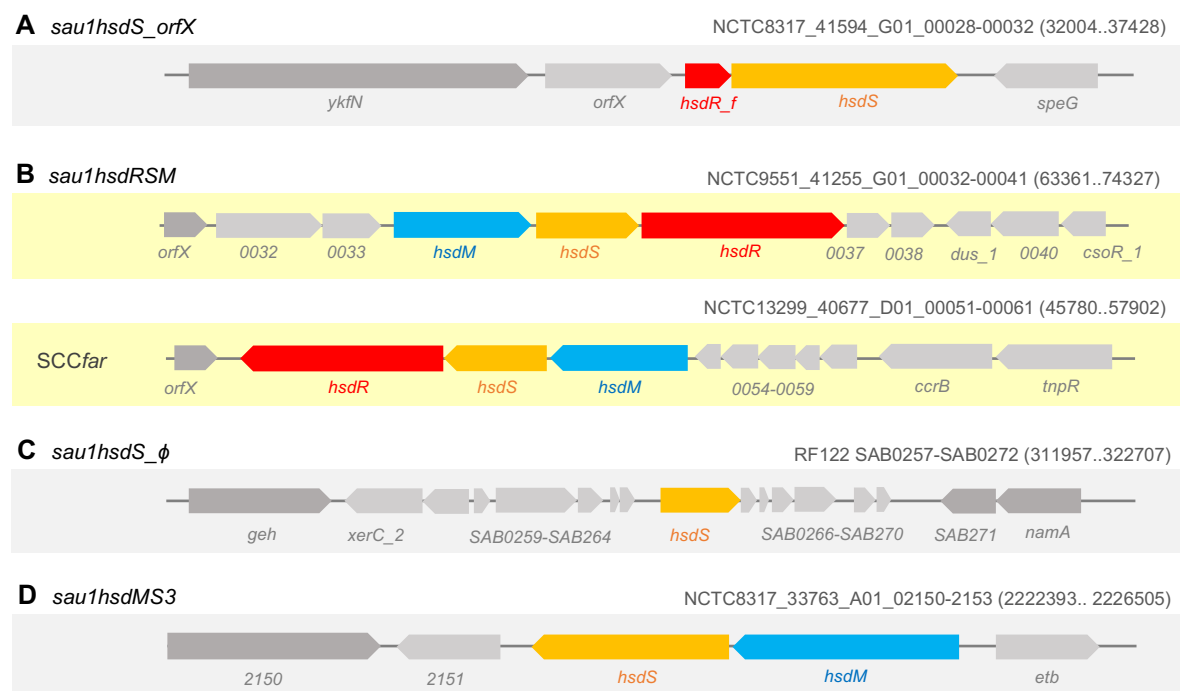 A sau1hsdS_orfX NCTC8317_41594_G01_00028-00032 (32004..37428)
ykfN orfX hsdR_f hsdS speG
B sau1hsdRSM NCTC9551_41255_G01_00032-00041 (63361..74327)
orfX 0032 0033 hsdM hsdS hsdR 0037 0038 dus_1 0040 csoR_1
NCTC13299_40677_D01_00051-00061 (45780..57902)
SCCfar
orfX hsdR hsdS hsdM 0054-0059 ccrB tnpR
C sau1hsdS_ϕ RF122 SAB0257-SAB0272 (311957..322707)
geh xerC_2 SAB0259-SAB264 hsdS SAB0266-SAB270 SAB271 namA
D sau1hsdMS3 NCTC8317_33763_A01_02150-2153 (2222393.. 2226505)
2150 2151 hsdS hsdM etb